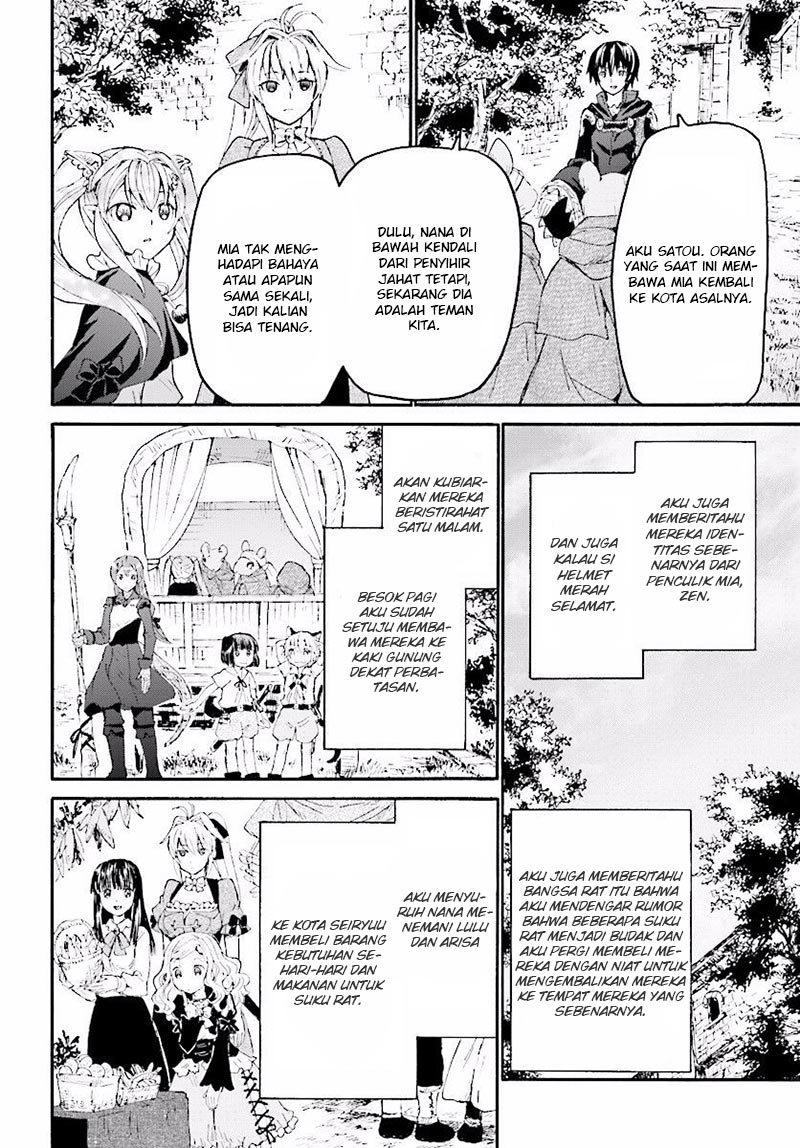 AKU SATOU. ORANG
YANG SAAT INI MEM-
BAWA MIA KEMBALI
KE KOTA ASALNYA.
DULU, NANA DI
BAWAH KENDALI
DARI PENYIHIR
JAHAT TETAPI,
SEKARANG DIA
ADALAH TEMAN
KITA.
MIA TAK MENG-
HADAPI BAHAYA
ATAU APAPUN
SAMA SEKALI,
JADI KALIAN
BISA TENANG.
AKU JUGA
MEMBERITAHU
MEREKA IDEN-
TITAS SEBE-
NARNYA DARI
PENCULIK MIA,
ZEN.
DAN JUGA
KALAU SI
HELMET
MERAH
SELAMAT.
AKU JUGA MEMBERITAHU
BANGSA RAT ITU BAHWA
AKU MENDENGAR RUMOR
BAHWA BEBERAPA SUKU
RAT MENJADI BUDAK DAN
AKU PERGI MEMBELI ME-
REKA DENGAN NIAT UNTUK
MENGEMBALIKAN MEREKA
KE TEMPAT MEREKA YANG
SEBENARNYA.
AKAN KUBIAR-
KAN MEREKA
BERISTIRAHAT
SATU MALAM.
BESOK PAGI
AKU SUDAH
SETUJU MEMBA-
WA MEREKA KE
KAKI GUNUNG
DEKAT PERBA-
TASAN.
AKU MENYU-
RUH NANA ME-
NEMANI LULU
DAN ARISA
KE KOTA SEIRYUU
MEMBELI BARANG
KEBUTUHAN SE-
HARI-HARI DAN
MAKANAN UNTUK
SUKU RAT.